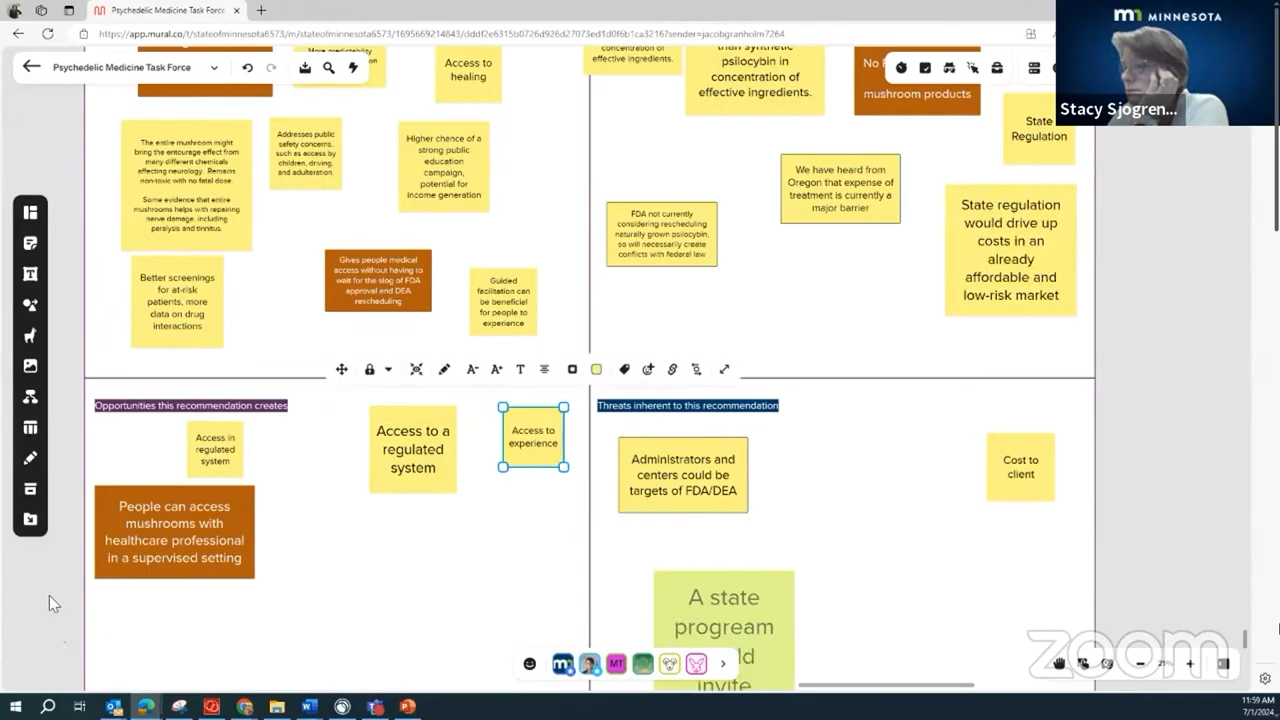 Psychedelic Medicine Task Force
https://app.mural.co/t/stateofminnesota6573/m/stateofminnesota6573/1695669214843/dddf2e6315b0726d926d27073ed1d0f6b1ca3216?sender=jacobgranholm7264
MINNESOTA
Stacy Sjogren...
Psychedelic Medicine Task Force
More predictability
Access to
healing
concentration of
effective ingredients.
than synthetic
psilocybin in
concentration of
effective ingredients.
mushroom products
State
Regulation
The entire mushroom might
bring the entourage effect from
many different chemicals
affecting neurology. Remains
non-toxic with no fatal dose.
Some evidence that entire
mushrooms helps with repairing
nerve damage, including
paralysis and tinnitus.
Addresses public
safety concerns,
such as access by
children, driving,
and adulteration.
Higher chance of a
strong public
education
campaign,
potential for
income generation
We have heard from
Oregon that expense of
treatment is currently a
major barrier
FDA not currently
considering rescheduling
naturally grown psilocybin,
so will necessarily create
conflicts with federal law
State regulation
would drive up
costs in an
already
affordable and
low-risk market
Better screenings
for at-risk
patients, more
data on drug
interactions
Gives people medical
access without having to
wait for the slog of FDA
approval and DEA
rescheduling
Guided
facilitation can
be beneficial
for people to
experience
Opportunities this recommendation creates
Access in
regulated
system
Access to a
regulated
system
Access to
experience
People can access
mushrooms with
healthcare professional
in a supervised setting
Threats inherent to this recommendation
Administrators and
centers could be
targets of FDA/DEA
Cost to
client
A state
progream
invite
MT
zoom
21%
11:59 AM
7/1/2024